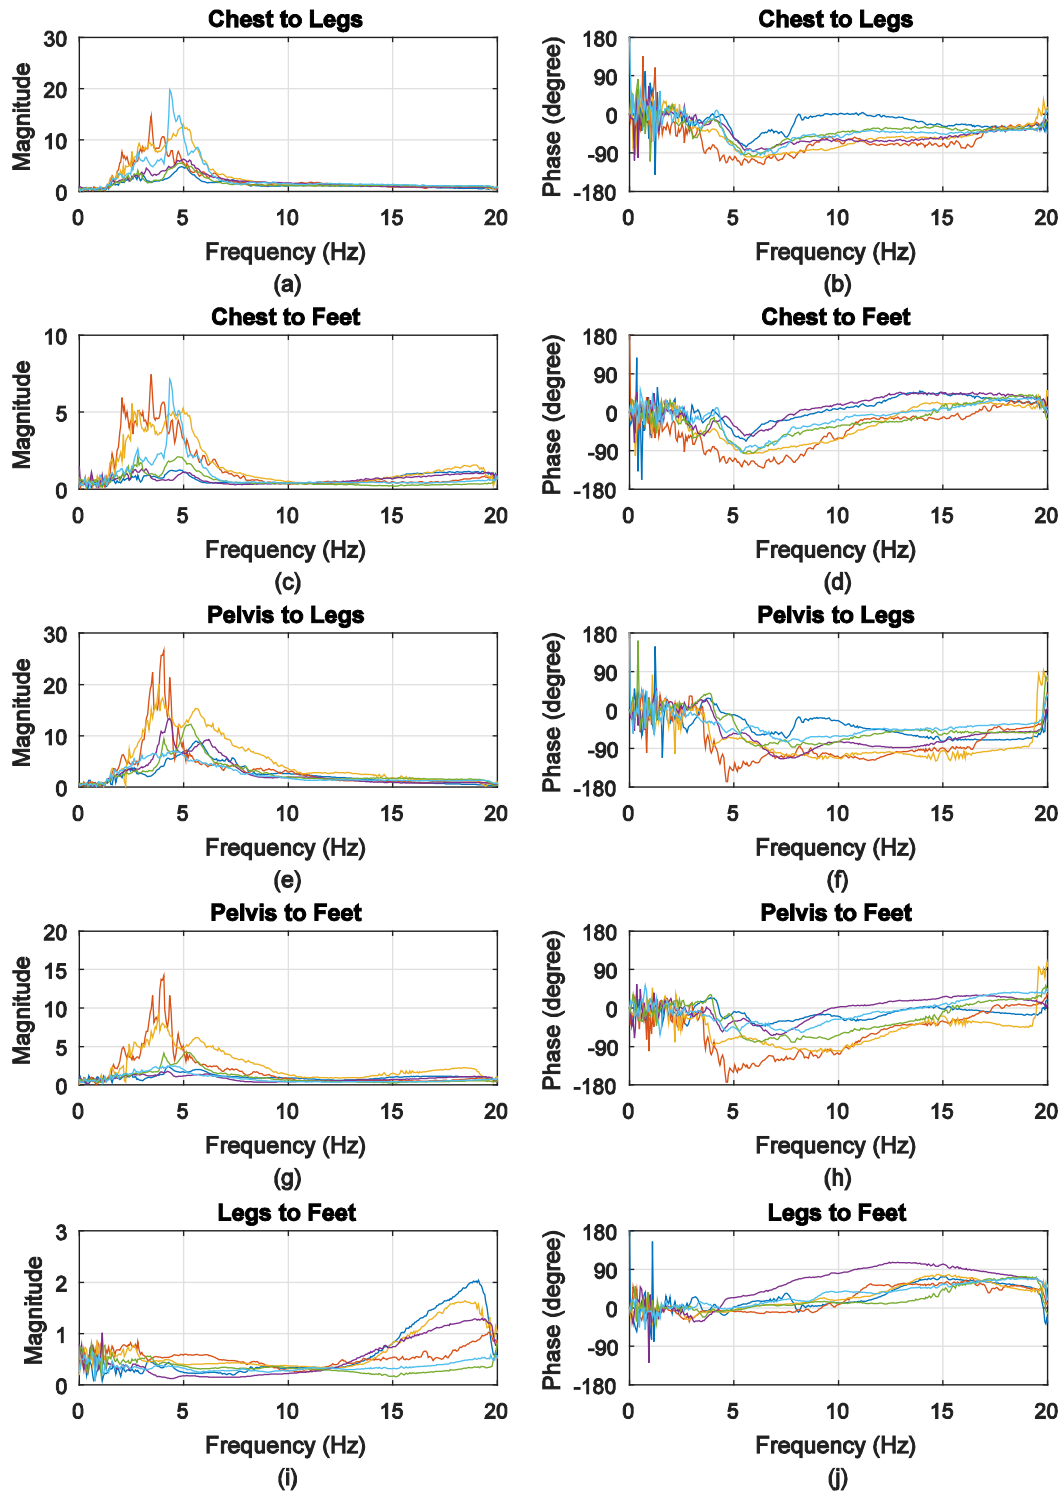 Chest to Legs
Chest to Legs
30
20
10
0
Magnitude
0 5 10 15 20
Frequency (Hz)
(a)
180
90
0
-90
-180
Phase (degree)
0 5 10 15 20
Frequency (Hz)
(b)
Chest to Feet
Chest to Feet
10
5
0
Magnitude
0 5 10 15 20
Frequency (Hz)
(c)
180
90
0
-90
-180
Phase (degree)
0 5 10 15 20
Frequency (Hz)
(d)
Pelvis to Legs
Pelvis to Legs
30
20
10
0
Magnitude
0 5 10 15 20
Frequency (Hz)
(e)
180
90
0
-90
-180
Phase (degree)
0 5 10 15 20
Frequency (Hz)
(f)
Pelvis to Feet
Pelvis to Feet
20
15
10
5
0
Magnitude
0 5 10 15 20
Frequency (Hz)
(g)
180
90
0
-90
-180
Phase (degree)
0 5 10 15 20
Frequency (Hz)
(h)
Legs to Feet
Legs to Feet
3
2
1
0
Magnitude
0 5 10 15 20
Frequency (Hz)
(i)
180
90
0
-90
-180
Phase (degree)
0 5 10 15 20
Frequency (Hz)
(j)